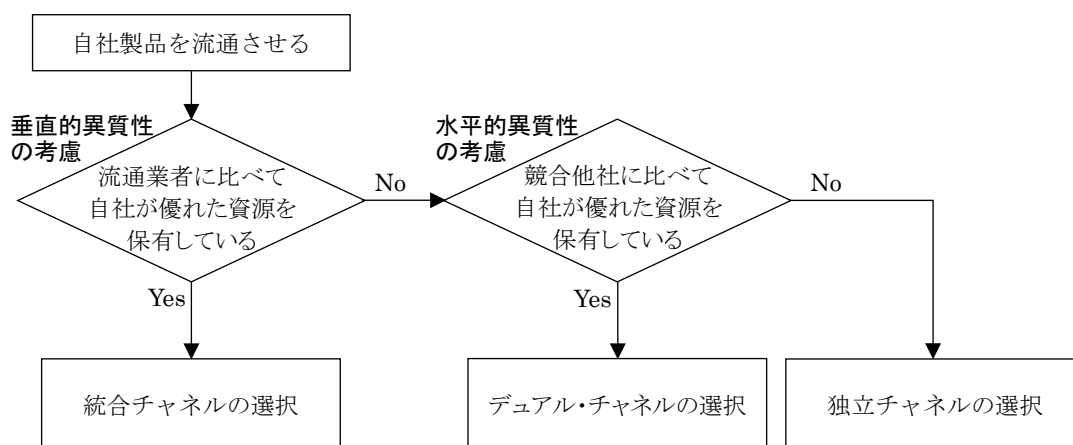 自社製品を流通させる
垂直的異質性
の考慮
流通業者に比べて
自社が優れた資源を
保有している
No
Yes
水平的異質性
の考慮
競合他社に比べて
自社が優れた資源を
保有している
No
Yes
統合チャネルの選択
デュアル・チャネルの選択
独立チャネルの選択